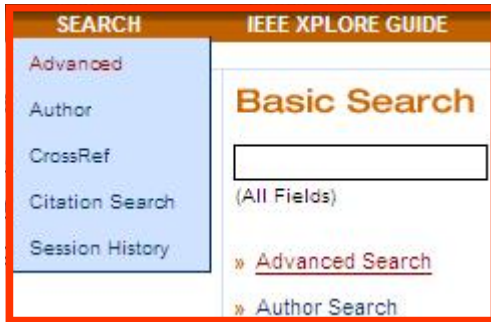 SEARCH
IEEE XPLORE GUIDE
Advanced
Author
CrossRef
Citation Search
Session History
Basic Search
(All Fields)
» Advanced Search
» Author Search